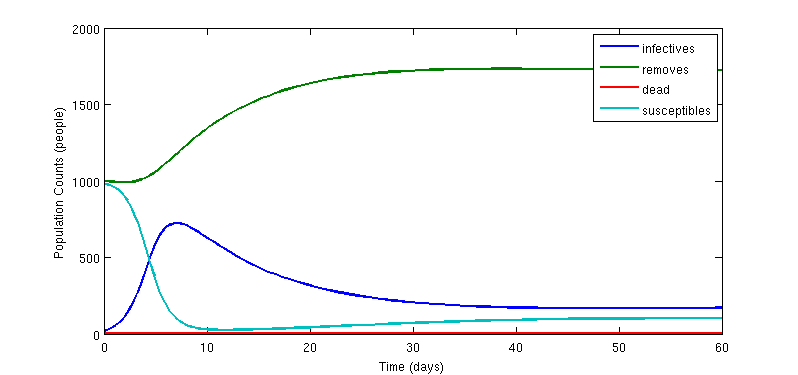 2000
1500
1000
500
0
Population Counts (people)
0 10 20 30 40 50 60
Time (days)
infectives
removes
dead
susceptibles